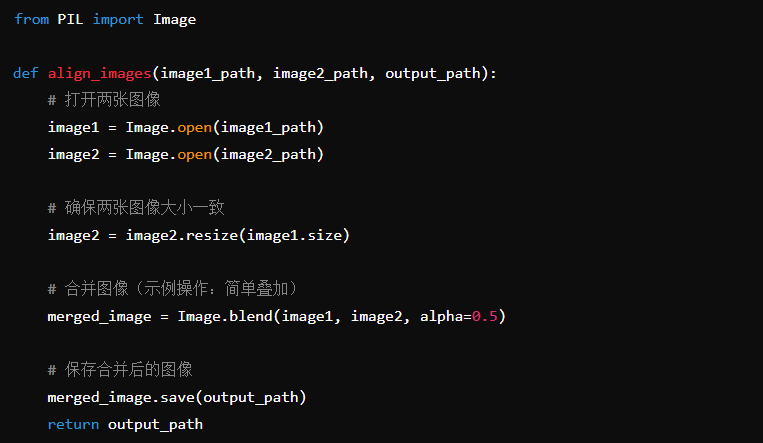 from PIL import Image
def align_images(image1_path, image2_path, output_path):
    # 打开两张图像
    image1 = Image.open(image1_path)
    image2 = Image.open(image2_path)
    # 确保两张图像大小一致
    image2 = image2.resize(image1.size)
    # 合并图像（示例操作：简单叠加）
    merged_image = Image.blend(image1, image2, alpha=0.5)
    # 保存合并后的图像
    merged_image.save(output_path)
    return output_path